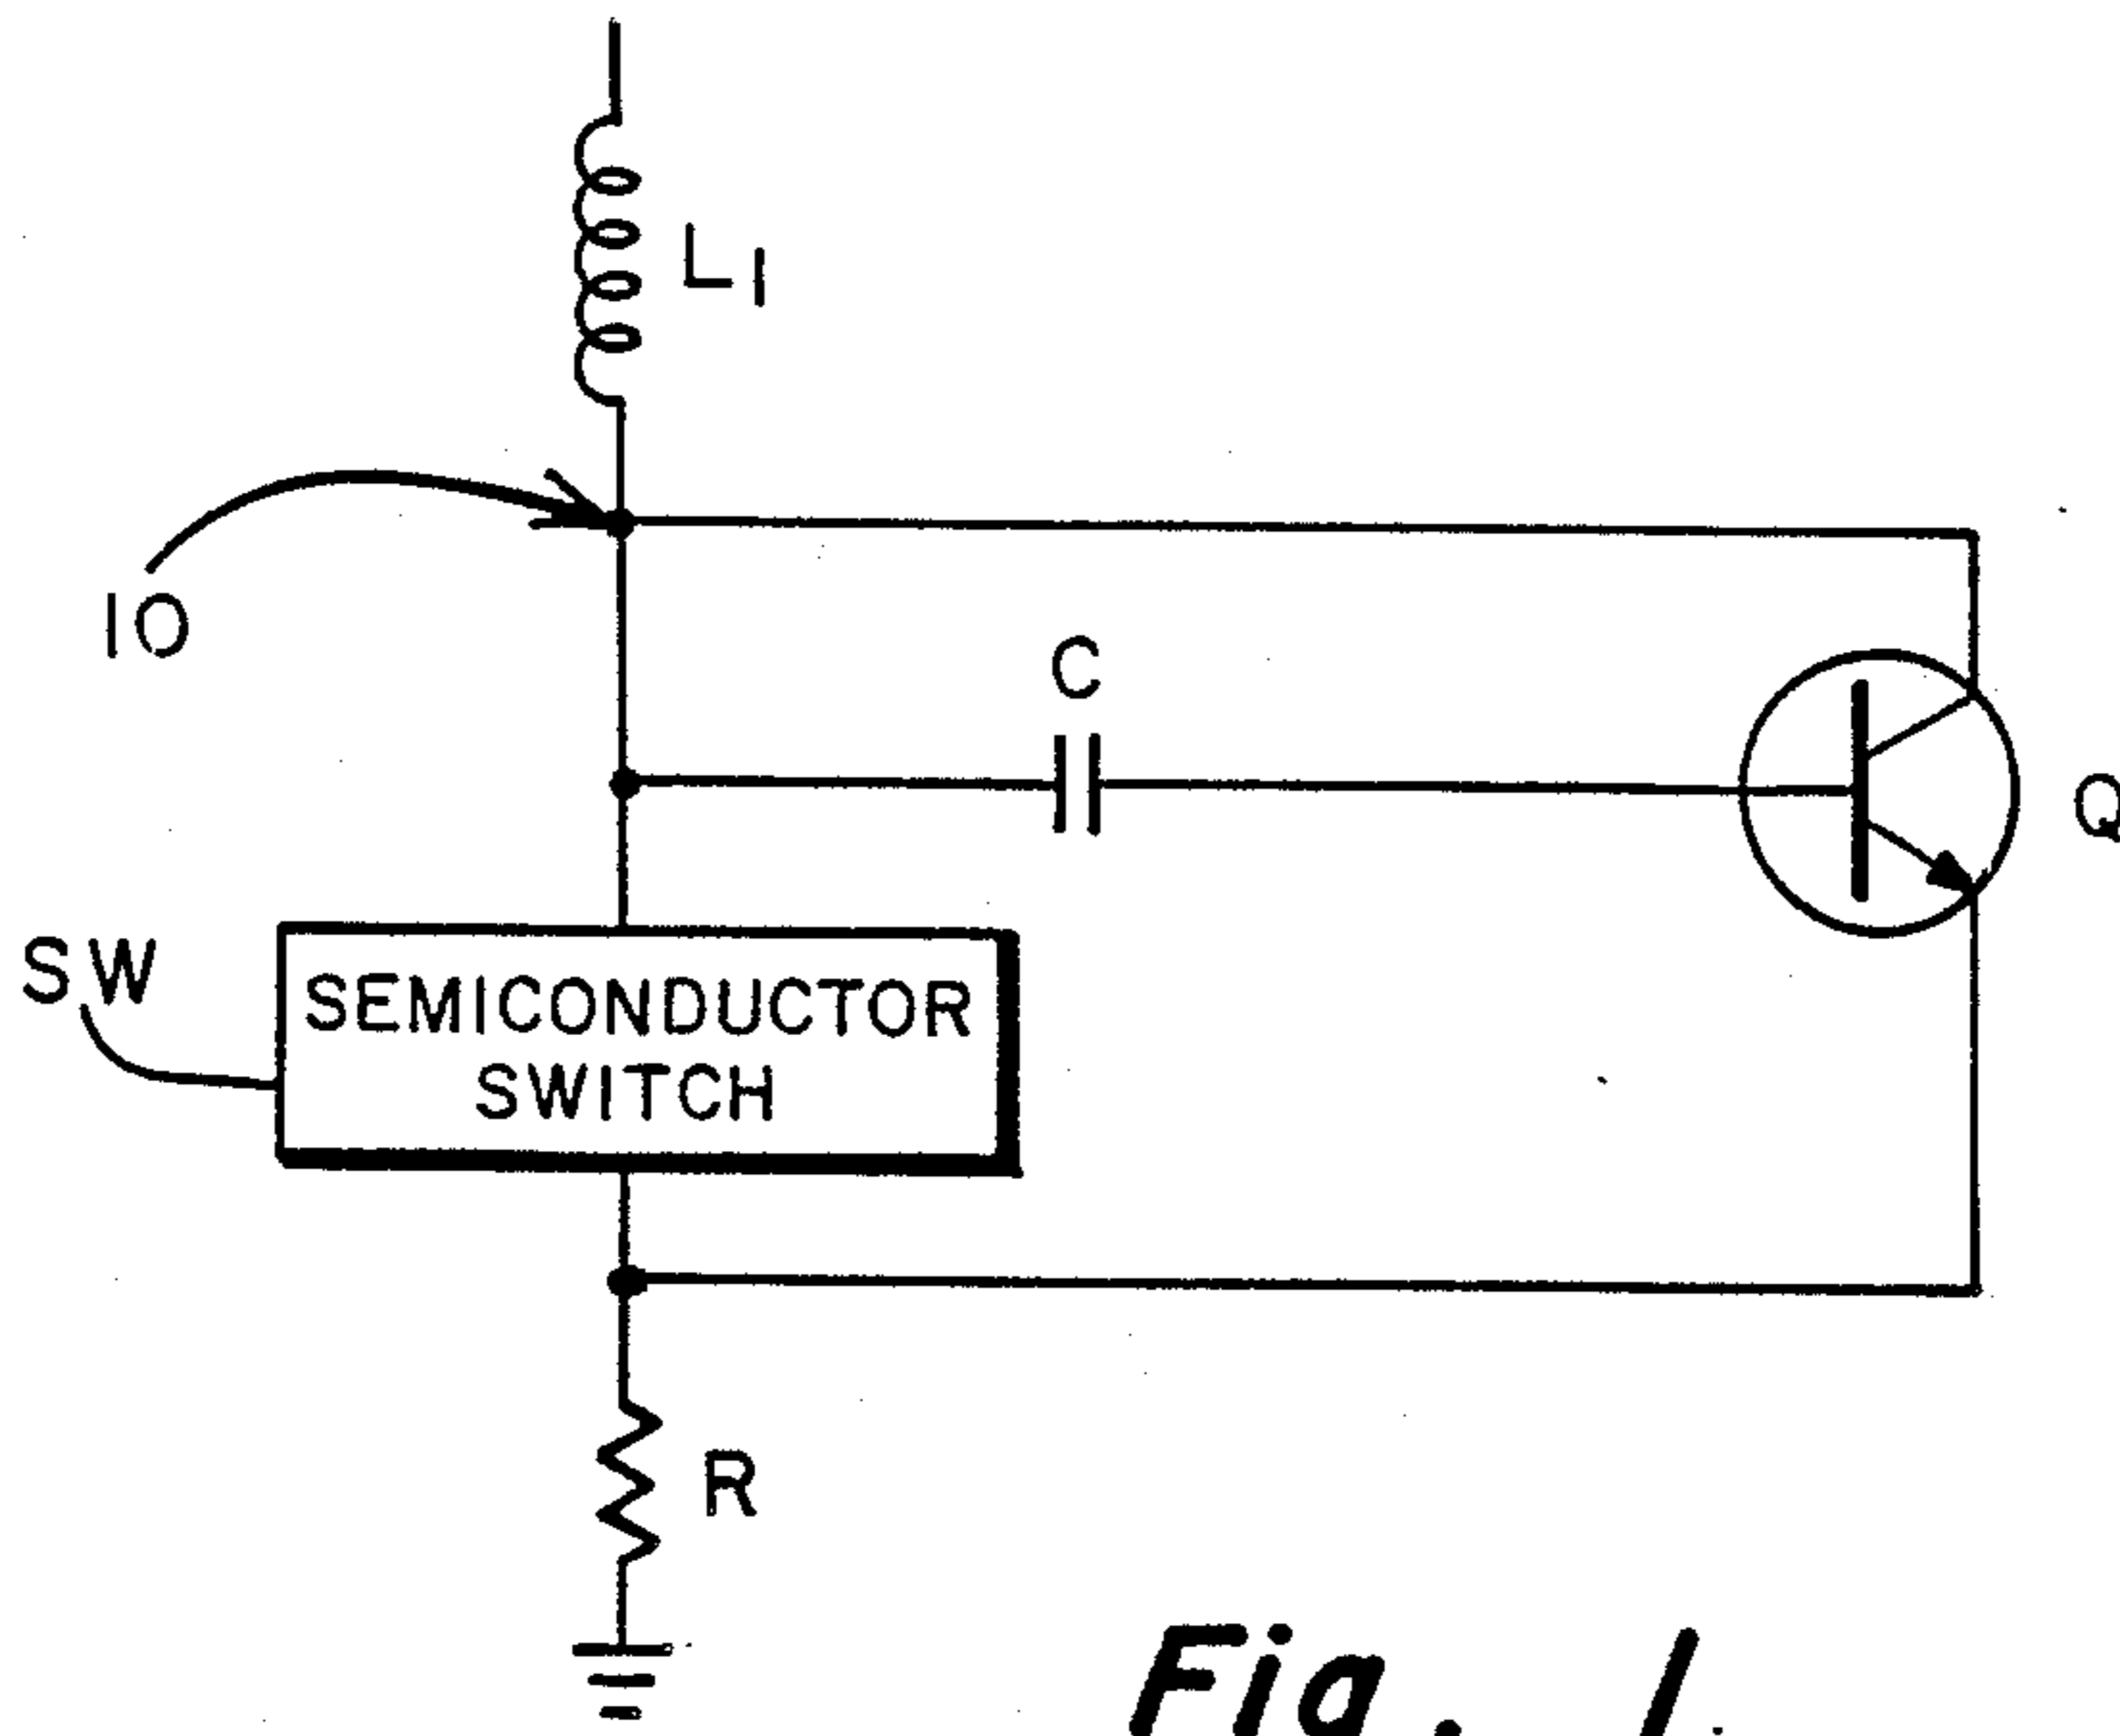 L1
10
C
Q
SW
SEMICONDUCTOR
SWITCH
R
Fig. 1.